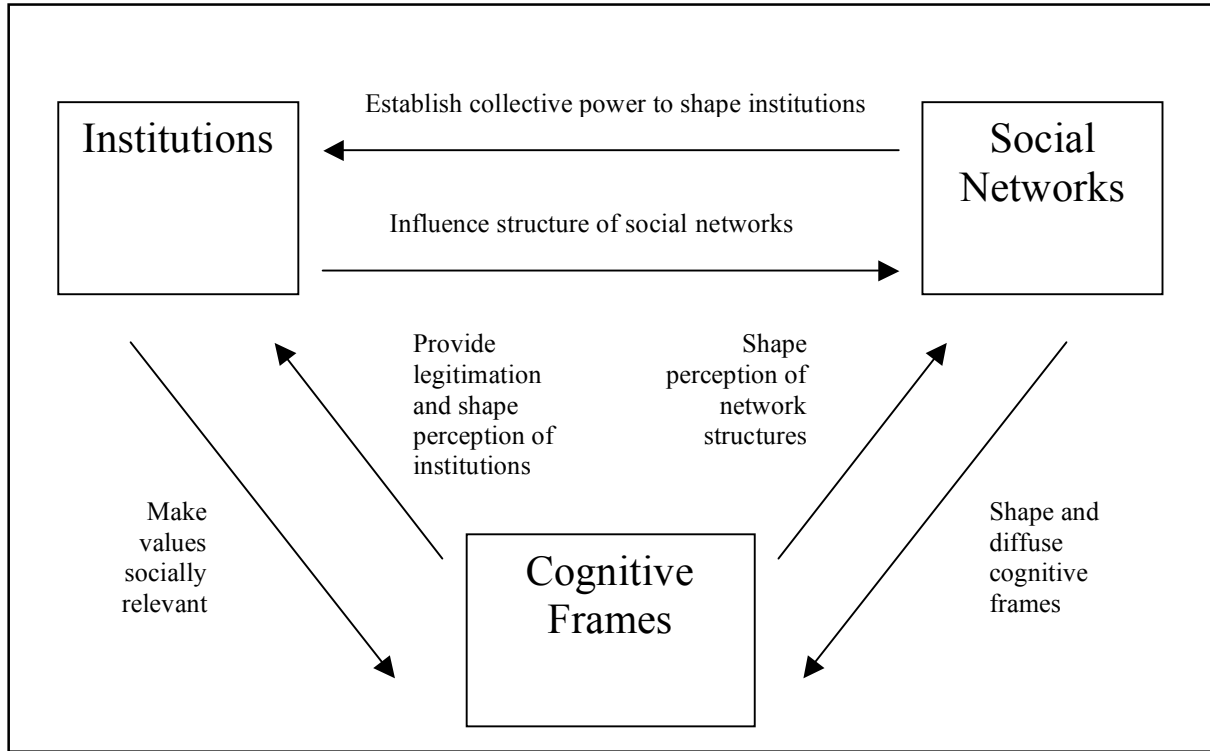 Establish collective power to shape institutions
Institutions
Social
Networks
Influence structure of social networks
Provide
legitimation
and shape
perception of
institutions
Shape
perception of
network
structures
Make
values
socially
relevant
Cognitive
Frames
Shape and
diffuse
cognitive
frames